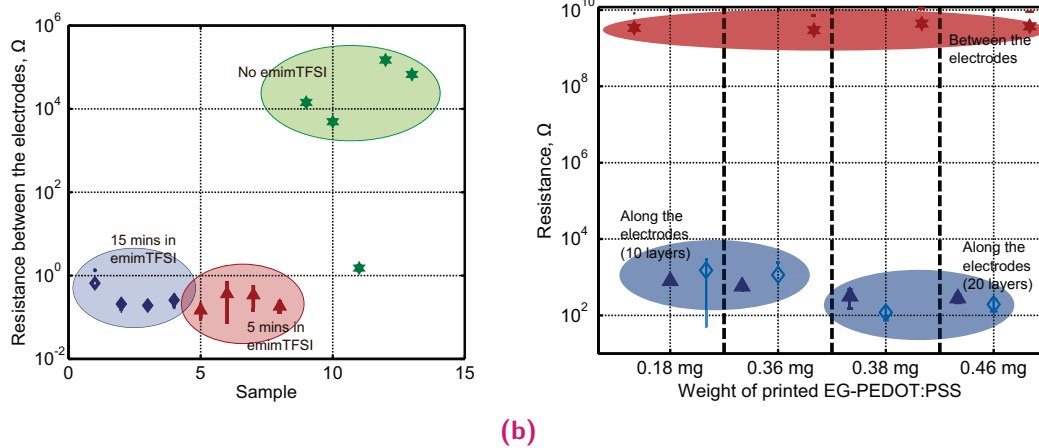 10^6
10^4
10^2
10^0
10^-2
Resistance between the electrodes, Ω
No emimTFSI
15 mins in
emimTFSI
5 mins in
emimTFSI
0 5 10 15
Sample
10^10
10^8
10^6
10^4
10^2
Resistance, Ω
Between the
electrodes
Along the
electrodes
(10 layers)
Along the
electrodes
(20 layers)
0.18 mg 0.36 mg 0.38 mg 0.46 mg
Weight of printed EG-PEDOT:PSS
(b)